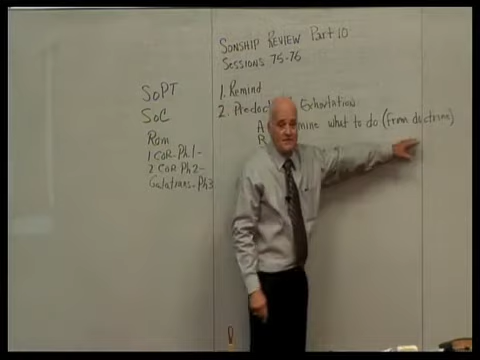 SONSHIP REVIEW Part 10
SESSIONS 75-76
SoPT
SoC
Rom
1 COR - Ph.1-
2 COR Ph2-
Galatians - Ph3
1. Remind
2. Exhortation
A mine what to do (from doctrine)